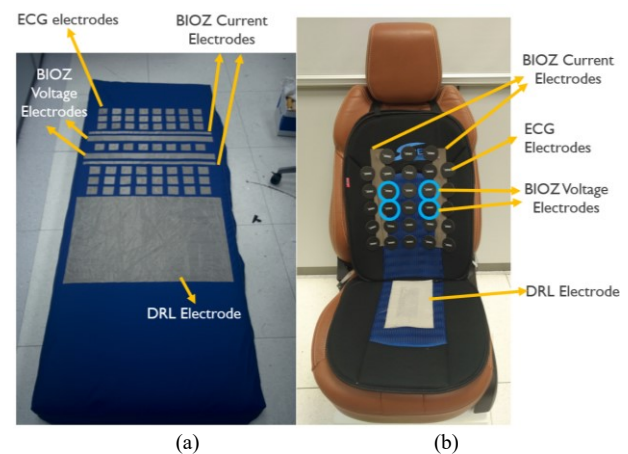 ECG electrodes
BIOZ Current
Electrodes
BIOZ
Voltage
Electrodes
DRL Electrode
(a)
BIOZ Current
Electrodes
ECG
Electrodes
BIOZ Voltage
Electrodes
DRL Electrode
(b)